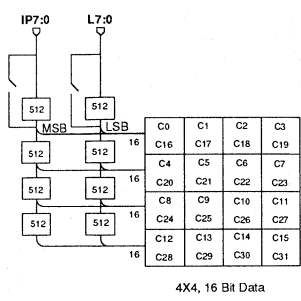 IP7:0 L7:0
512 512
MSB LSB
16 C0 C1 C2 C3
C16 C17 C18 C19
512 512
16 C4 C5 C6 C7
C20 C21 C22 C23
512 512
16 C8 C9 C10 C11
C24 C25 C26 C27
512 512
16 C12 C13 C14 C15
C28 C29 C30 C31
4X4, 16 Bit Data